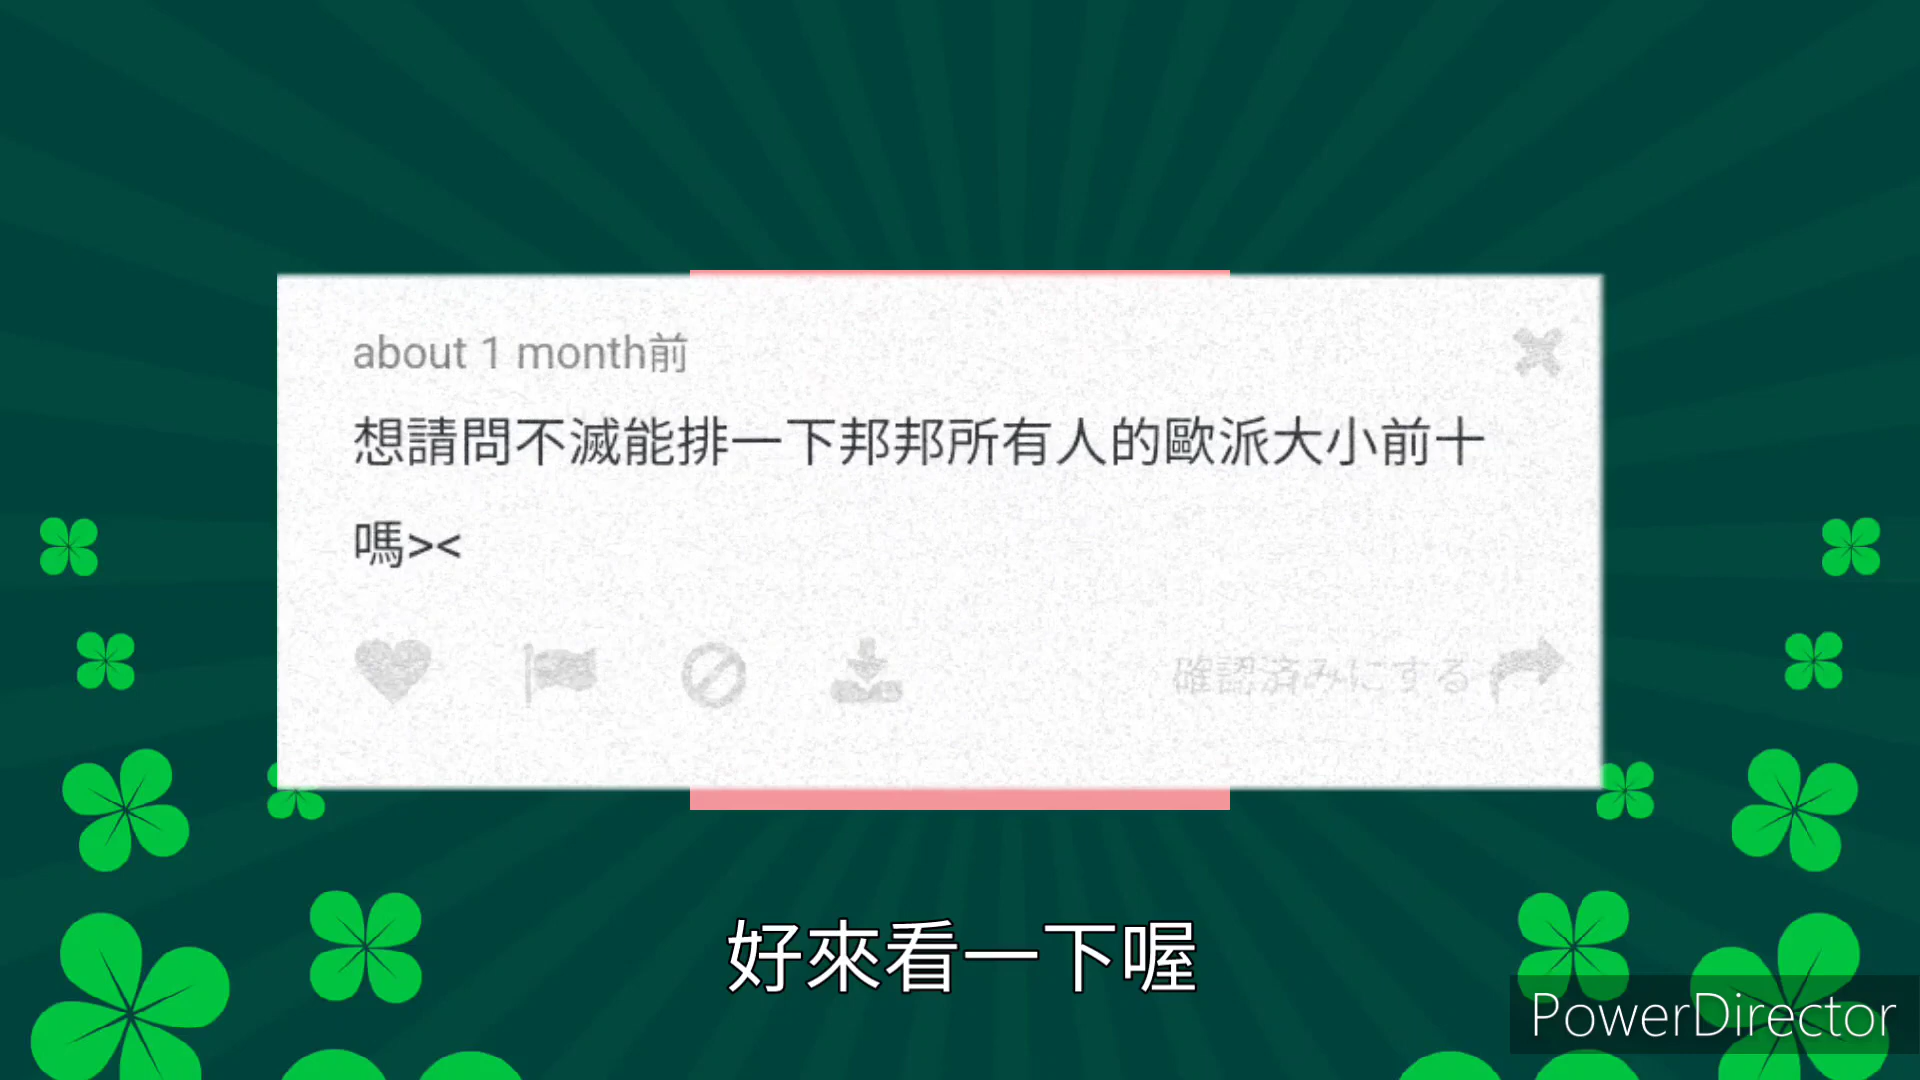 about 1 month前
想請問不滅能排一下邦邦所有人的歐派大小前十
嗎><
確認済みにする
好來看一下喔
PowerDirector